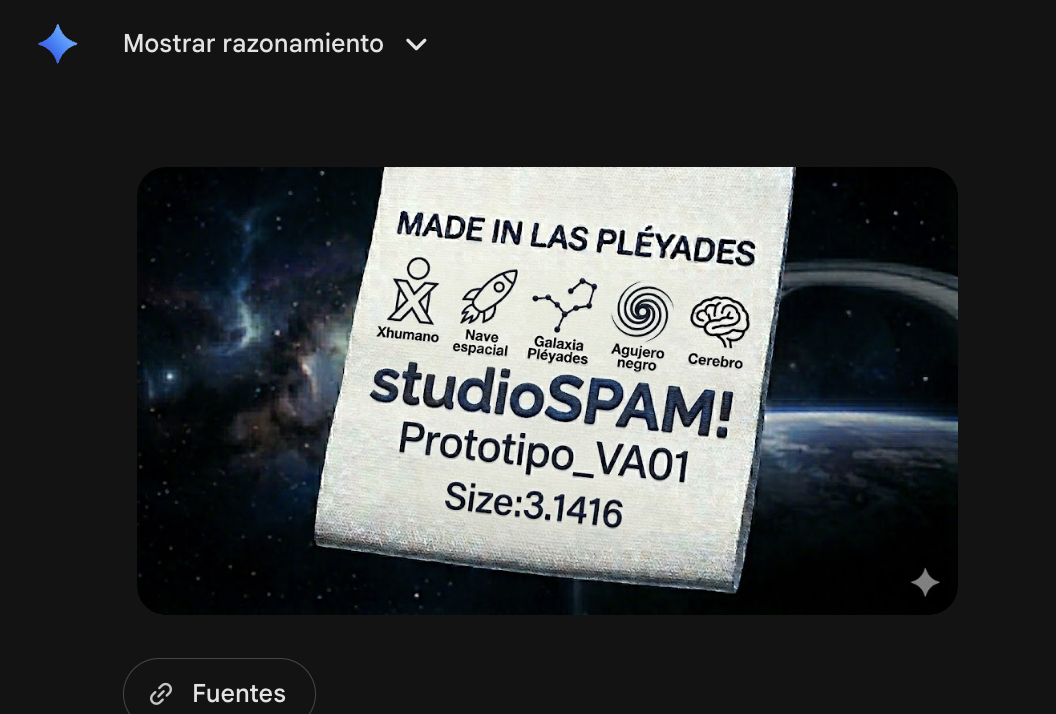 Mostrar razonamiento
MADE IN LAS PLÉYADES
Xhumano
Nave
espacial
Galaxia
Pléyades
Agujero
negro
Cerebro
studioSPAM!
Prototipo_VA01
Size:3.1416
Fuentes